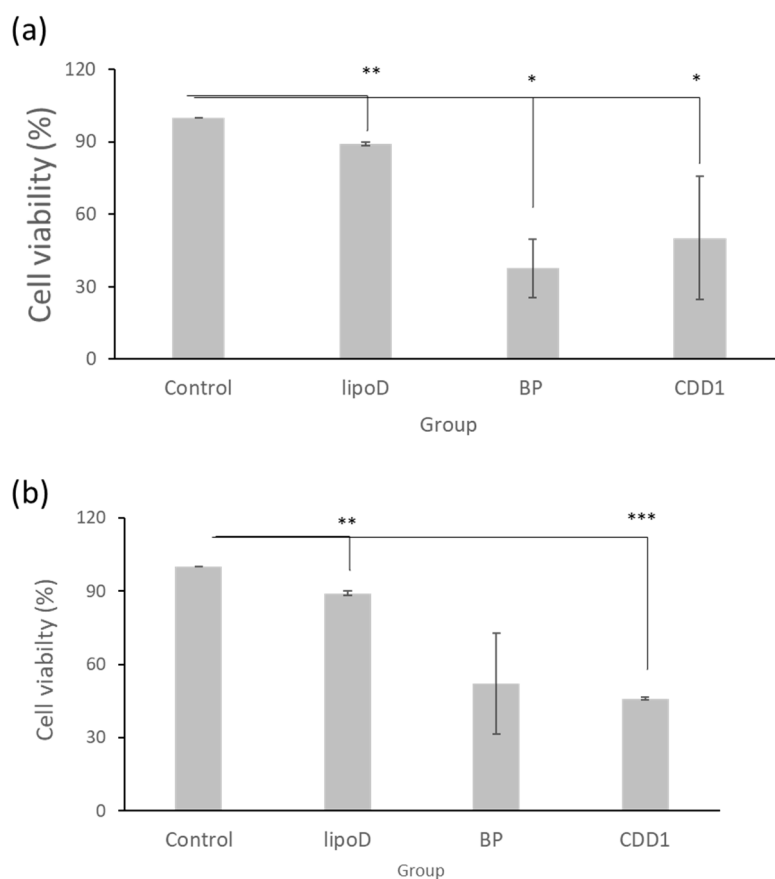 (a)
Cell viability (%)
120
90
60
30
0
** * *
Control lipoD BP CDD1
Group
(b)
Cell viabilty (%)
120
90
60
30
0
** ***
Control lipoD BP CDD1
Group